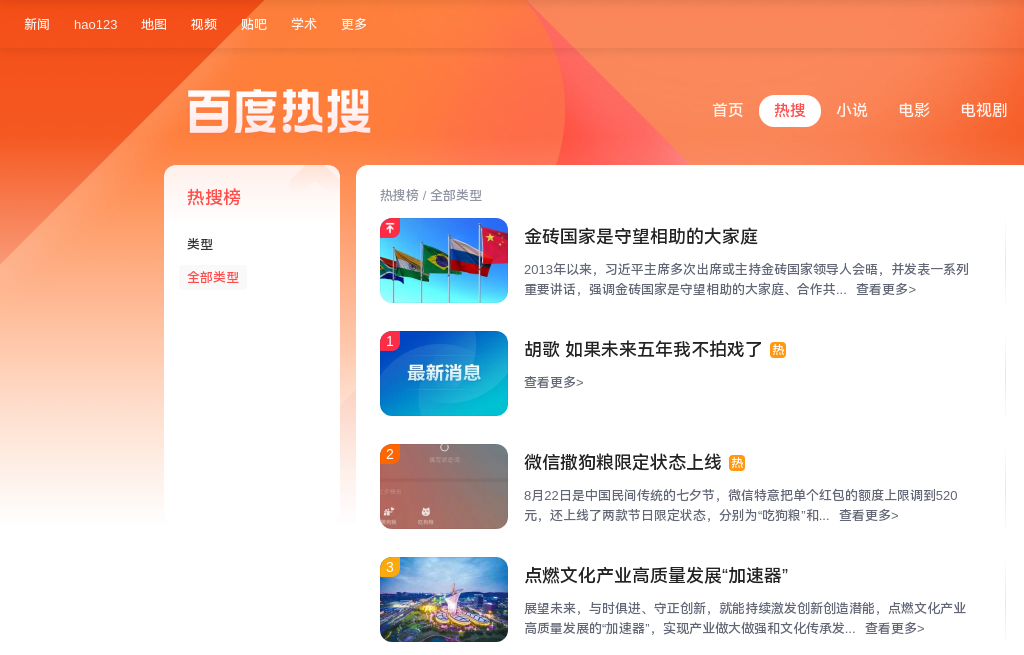 新闻 hao123 地图 视频 贴吧 学术 更多
百度热搜
首页 热搜 小说 电影 电视剧
热搜榜
类型
全部类型
热搜榜 / 全部类型
金砖国家是守望相助的大家庭
2013年以来，习近平主席多次出席或主持金砖国家领导人会晤，并发表一系列
重要讲话，强调金砖国家是守望相助的大家庭、合作共... 查看更多>
1
最新消息
胡歌 如果未来五年我不拍戏了 热
查看更多>
2
微信撒狗粮限定状态上线 热
8月22日是中国民间传统的七夕节，微信特意把单个红包的额度上限调到520
元，还上线了两款节日限定状态，分别为“吃狗粮”和... 查看更多>
3
点燃文化产业高质量发展“加速器”
展望未来，与时俱进、守正创新，就能持续激发创新创造潜能，点燃文化产业
高质量发展的“加速器”，实现产业做大做强和文化传承发... 查看更多>